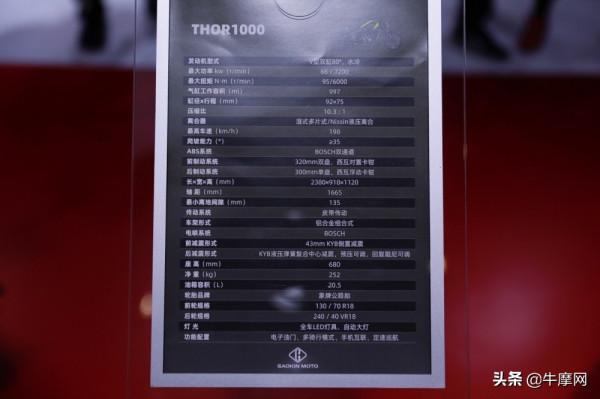 THOR1000
发动机型式 V型双缸80°，水冷
最大功率 kw（r/min） 68 / 7200
最大扭矩 N·m（r/min） 95/6000
气缸工作容积（ml） 997
缸径x行程（mm） 92×75
压缩比 10.3：1
离合器 湿式多片式/Nissin液压离合
最高车速（km/h） 198
爬坡能力（°） ≥35
ABS系统 BOSCH双通道
前制动系统 320mm双盘，西互对置卡钳
后制动系统 300mm单盘，西互浮动卡钳
长×宽×高（mm） 2380×910×1120
轴 距（mm） 1665
最小离地间隙（mm） 135
传动系统 皮带传动
车架形式 铝合金组合式
电喷系统 BOSCH
前减震形式 43mm KYB倒置减震
后减震形式 KYB液压弹簧复合中心减震，预压可调，回复阻尼可调
座 高（mm） 680
净 重（kg） 252
油箱容积（L） 20.5
轮胎品牌 象牌公路胎
前轮规格 130 / 70 R18
后轮规格 240 / 40 VR18
灯 光 全车LED灯具，自动大灯
功能配置 电子油门，多骑行模式，手机互联，定速巡航
GAOKIN MOTO
头条@牛摩网